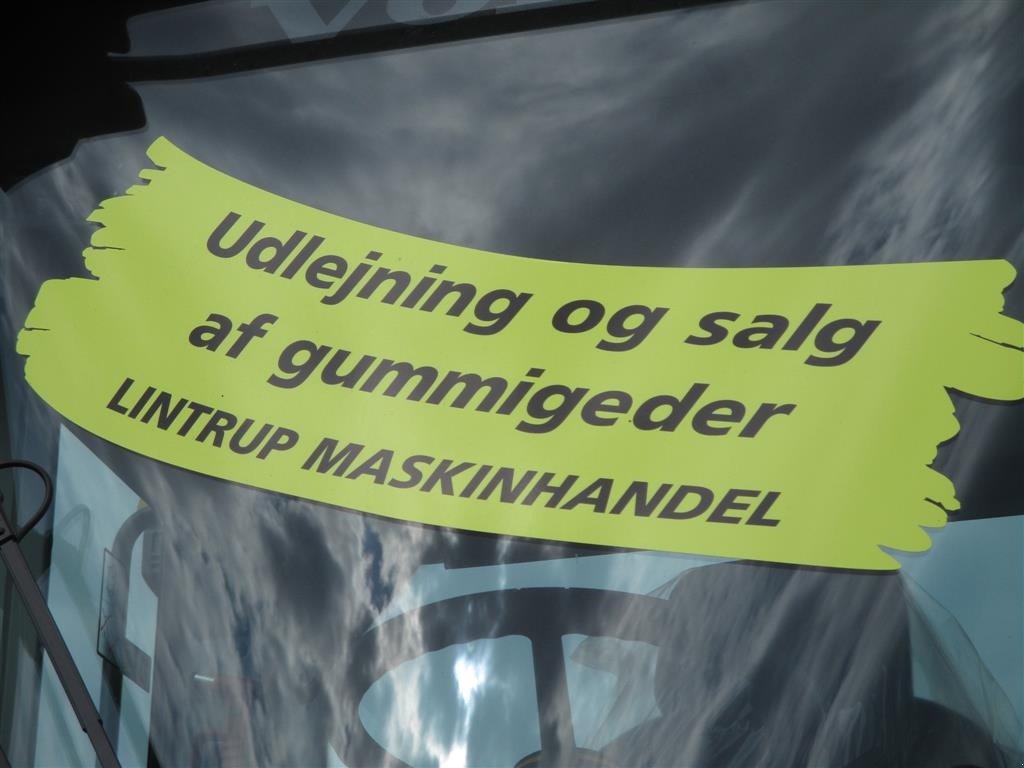 Udlejning og salg
af gummigeder
LINTRUP MASKINHANDEL